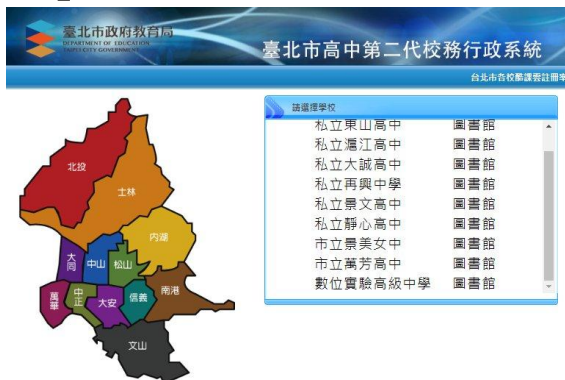 臺北市政府教育局
DEPARTMENT OF EDUCATION
TAIPEI CITY GOVERNMENT
臺北市高中第二代校務行政系統
台北市各校酷課雲註冊率
請選擇學校
私立東山高中 圖書館
私立滬江高中 圖書館
私立大誠高中 圖書館
私立再興中學 圖書館
私立景文高中 圖書館
私立靜心高中 圖書館
市立景美女中 圖書館
市立萬芳高中 圖書館
數位實驗高級中學 圖書館
北投
士林
內湖
大同
中山
松山
萬華
中正
大安
信義
南港
文山